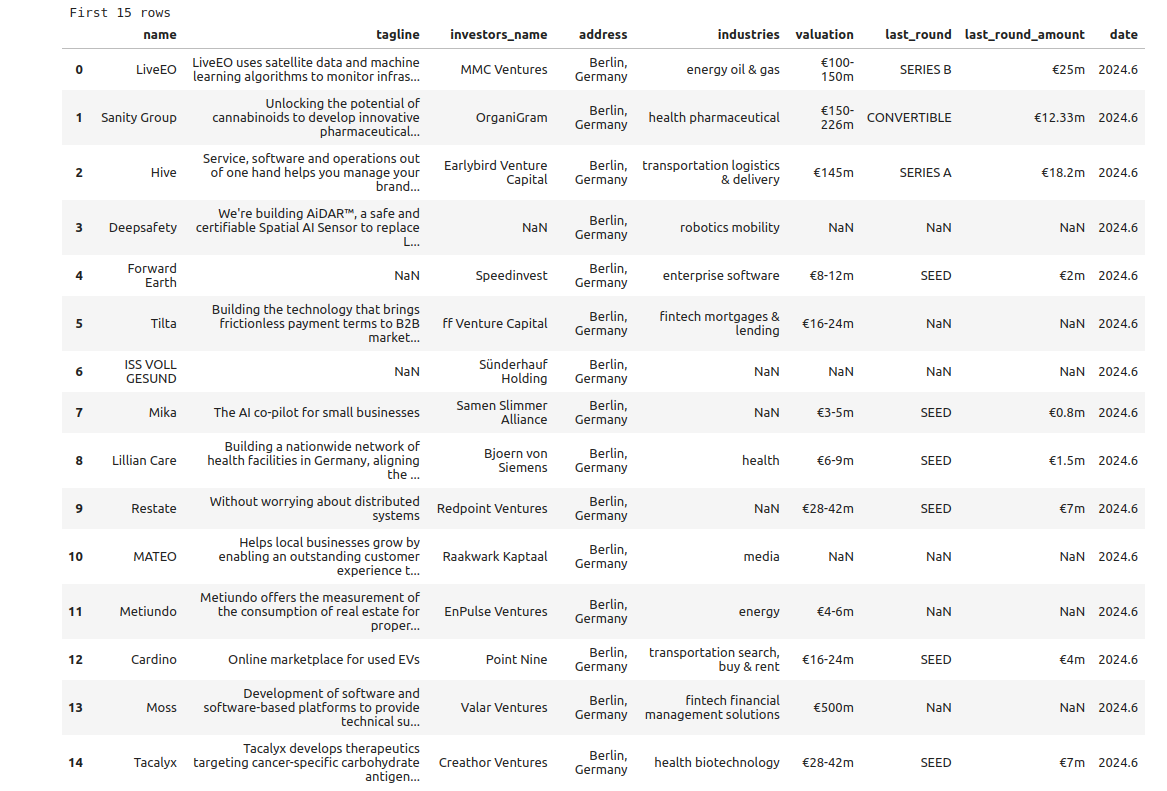 First 15 rows
name tagline investors_name address industries valuation last_round last_round_amount date
0 LiveEO LiveEO uses satellite data and machine learning algorithms to monitor infras... MMC Ventures Berlin, Germany energy oil & gas €100-150m SERIES B €25m 2024.6
1 Sanity Group Unlocking the potential of cannabinoids to develop innovative pharmaceutical... OrganiGram Berlin, Germany health pharmaceutical €150-226m CONVERTIBLE €12.33m 2024.6
2 Hive Service, software and operations out of one hand helps you manage your brand... Earlybird Venture Capital Berlin, Germany transportation logistics & delivery €145m SERIES A €18.2m 2024.6
3 Deepsafety We're building AiDAR™, a safe and certifiable Spatial AI Sensor to replace L... NaN Berlin, Germany robotics mobility NaN NaN NaN 2024.6
4 Forward Earth NaN Speedinvest Berlin, Germany enterprise software €8-12m SEED €2m 2024.6
5 Tilta Building the technology that brings frictionless payment terms to B2B market... ff Venture Capital Berlin, Germany fintech mortgages & lending €16-24m NaN NaN 2024.6
6 ISS VOLL GESUND NaN Sünderhauf Holding Berlin, Germany NaN NaN NaN NaN 2024.6
7 Mika The AI co-pilot for small businesses Samen Slimmer Alliance Berlin, Germany NaN €3-5m SEED €0.8m 2024.6
8 Lillian Care Building a nationwide network of health facilities in Germany, aligning the ... Bjoern von Siemens Berlin, Germany health €6-9m SEED €1.5m 2024.6
9 Restate Without worrying about distributed systems Redpoint Ventures Berlin, Germany NaN €28-42m SEED €7m 2024.6
10 MATEO Helps local businesses grow by enabling an outstanding customer experience t... Raakwark Kaptaal Berlin, Germany media NaN NaN NaN 2024.6
11 Metiundo Metiundo offers the measurement of the consumption of real estate for proper... EnPulse Ventures Berlin, Germany energy €4-6m NaN NaN 2024.6
12 Cardino Online marketplace for used EVs Point Nine Berlin, Germany transportation search, buy & rent €16-24m SEED €4m 2024.6
13 Moss Development of software and software-based platforms to provide technical su... Valar Ventures Berlin, Germany fintech financial management solutions €500m NaN NaN 2024.6
14 Tacalyx Tacalyx develops therapeutics targeting cancer-specific carbohydrate antigen... Creathor Ventures Berlin, Germany health biotechnology €28-42m SEED €7m 2024.6